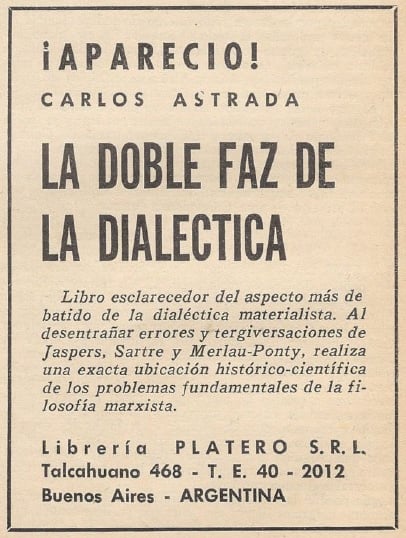 ¡APARECIO!
CARLOS ASTRADA
LA DOBLE FAZ DE
LA DIALECTICA
Libro esclarecedor del aspecto más de
batido de la dialéctica materialista. Al
desentrañar errores y tergiversaciones de
Jaspers, Sartre y Merlau-Ponty, realiza
una exacta ubicación histórico-científica
de los problemas fundamentales de la fi-
losofía marxista.
Librería PLATERO S.R.L.
Talcahuano 468 - T. E. 40 - 2012
Buenos Aires - ARGENTINA